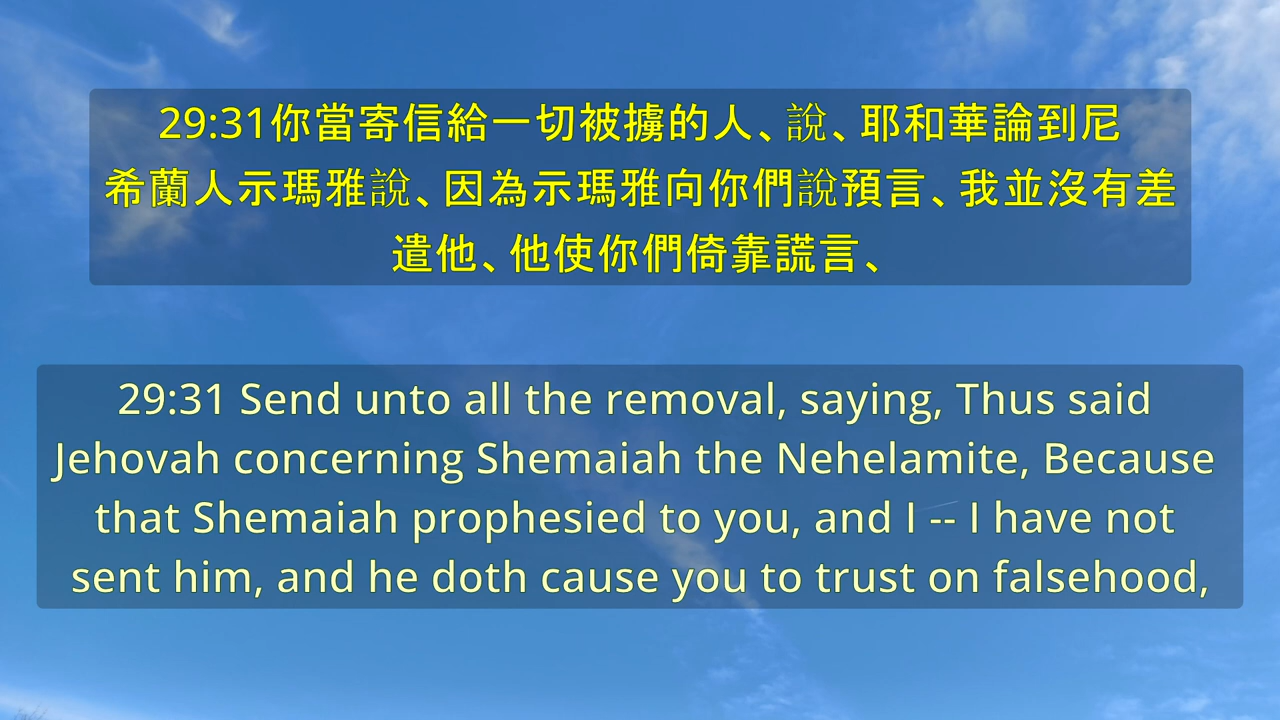 29:31你當寄信給一切被擄的人、說、耶和華論到尼
希蘭人示瑪雅說、因為示瑪雅向你們說預言、我並沒有差
遣他、他使你們倚靠謊言、
29:31 Send unto all the removal, saying, Thus said
Jehovah concerning Shemaiah the Nehelamite, Because
that Shemaiah prophesied to you, and I -- I have not
sent him, and he doth cause you to trust on falsehood,